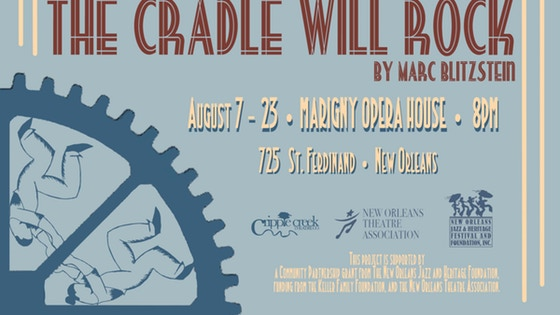 THE CRADLE WILL ROCK
BY MARC BLITZSTEIN
AUGUST 7 - 23 • MARIGNY OPERA HOUSE • 8PM
725 ST. FERDINAND • NEW ORLEANS
Cripple Creek
NEW ORLEANS
THEATRE
ASSOCIATION
NEW ORLEANS
JAZZ & HERITAGE
FESTIVAL AND
FOUNDATION, INC.
THIS PROJECT IS SUPPORTED BY
A COMMUNITY PARTNERSHIP GRANT FROM THE NEW ORLEANS JAZZ AND HERITAGE FOUNDATION,
FUNDING FROM THE KELLER FAMILY FOUNDATION, AND THE NEW ORLEANS THEATRE ASSOCIATION